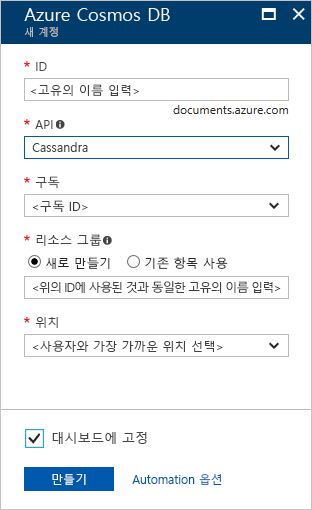 Azure Cosmos DB
새 계정
* ID
<고유의 이름 입력>
documents.azure.com
* API
Cassandra
* 구독
<구독 ID>
* 리소스 그룹
새로 만들기 기존 항목 사용
<위의 ID에 사용된 것과 동일한 고유의 이름 입력>
* 위치
<사용자와 가장 가까운 위치 선택>
대시보드에 고정
만들기 Automation 옵션